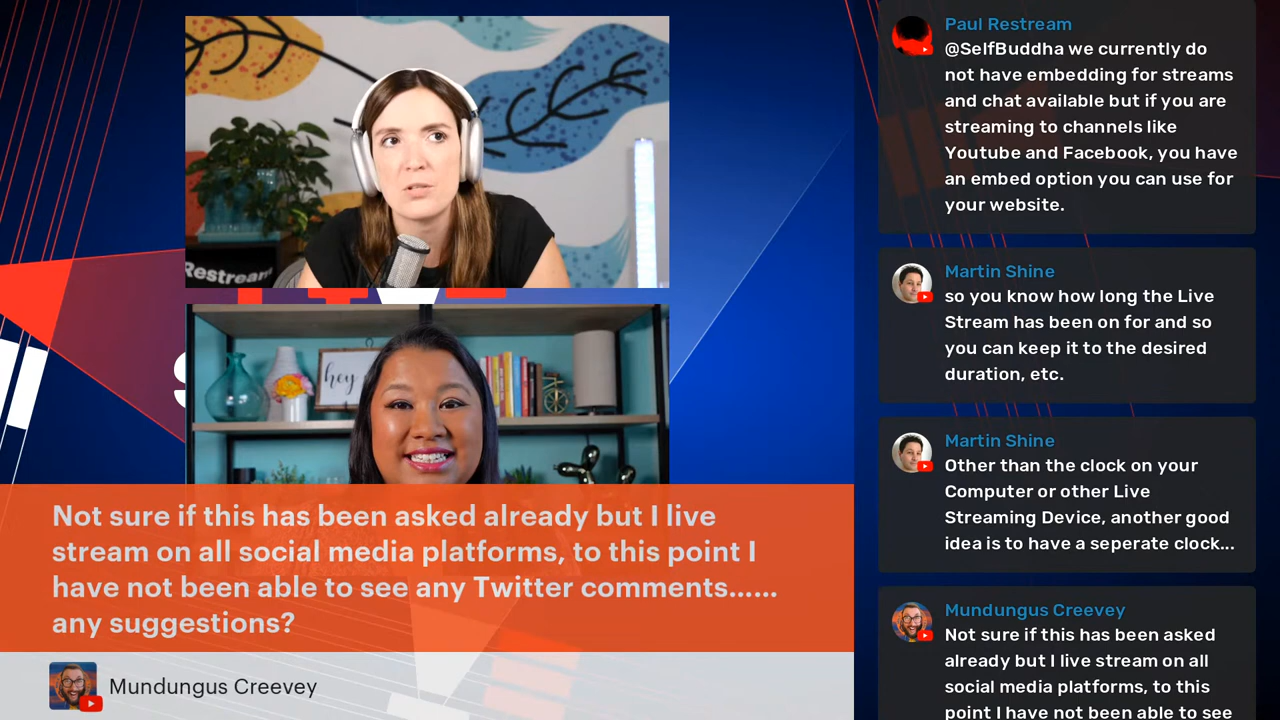 Restream
hey
Not sure if this has been asked already but I live
stream on all social media platforms, to this point I
have not been able to see any Twitter comments......
any suggestions?
Mundungus Creevey
Paul Restream
@SelfBuddha we currently do
not have embedding for streams
and chat available but if you are
streaming to channels like
Youtube and Facebook, you have
an embed option you can use for
your website.
Martin Shine
so you know how long the Live
Stream has been on for and so
you can keep it to the desired
duration, etc.
Martin Shine
Other than the clock on your
Computer or other Live
Streaming Device, another good
idea is to have a seperate clock...
Mundungus Creevey
Not sure if this has been asked
already but I live stream on all
social media platforms, to this
point I have not been able to see